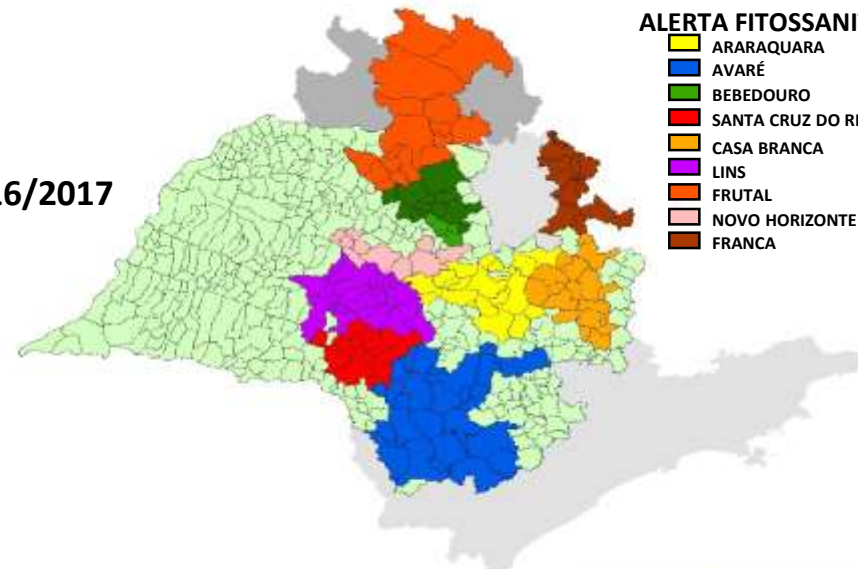 ALERTA FITOSSANI
ARARAQUARA
AVARÉ
BEBEDOURO
SANTA CRUZ DO RI
CASA BRANCA
LINS
FRUTAL
NOVO HORIZONTE
FRANCA
16/2017